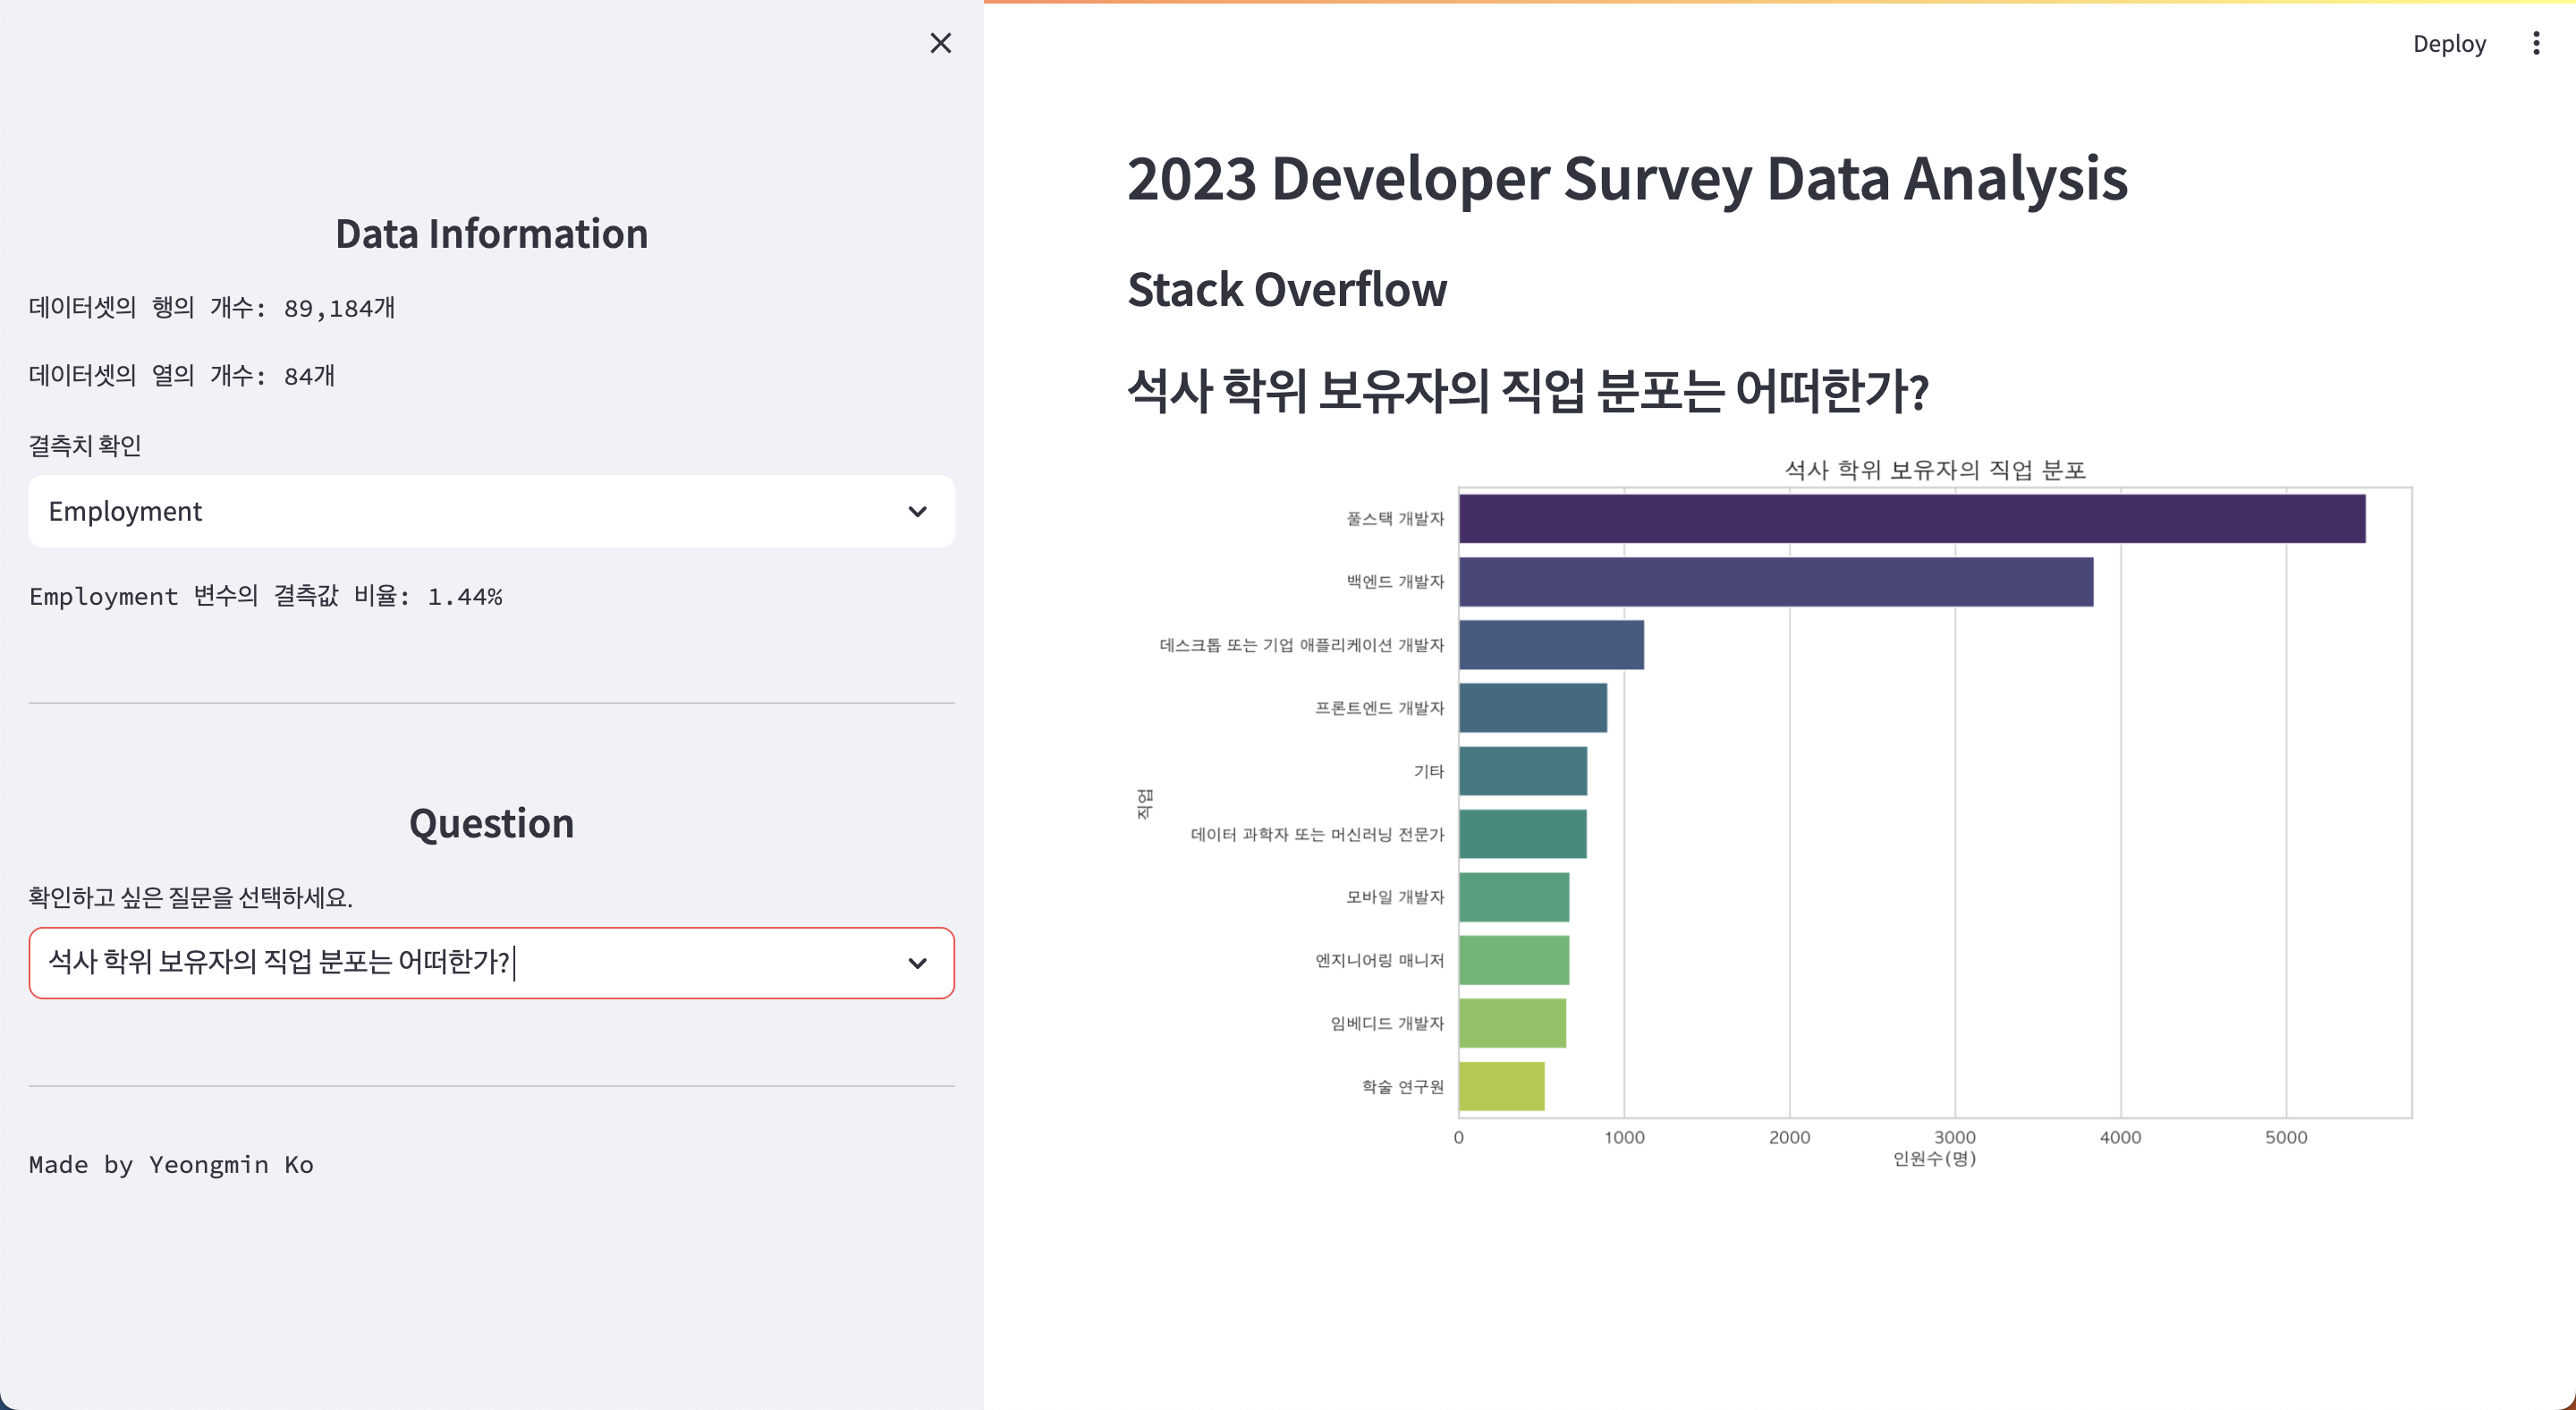 Data Information
데이터셋의 행의 개수: 89,184개
데이터셋의 열의 개수: 84개
결측치 확인
Employment
Employment 변수의 결측값 비율: 1.44%
Question
확인하고 싶은 질문을 선택하세요.
석사 학위 보유자의 직업 분포는 어떠한가?
Made by Yeongmin Ko
Deploy
2023 Developer Survey Data Analysis
Stack Overflow
석사 학위 보유자의 직업 분포는 어떠한가?
석사 학위 보유자의 직업 분포
직업
풀스택 개발자
백엔드 개발자
데스크톱 또는 기업 애플리케이션 개발자
프론트엔드 개발자
기타
데이터 과학자 또는 머신러닝 전문가
모바일 개발자
엔지니어링 매니저
임베디드 개발자
학술 연구원
0 1000 2000 3000 4000 5000
인원수(명)